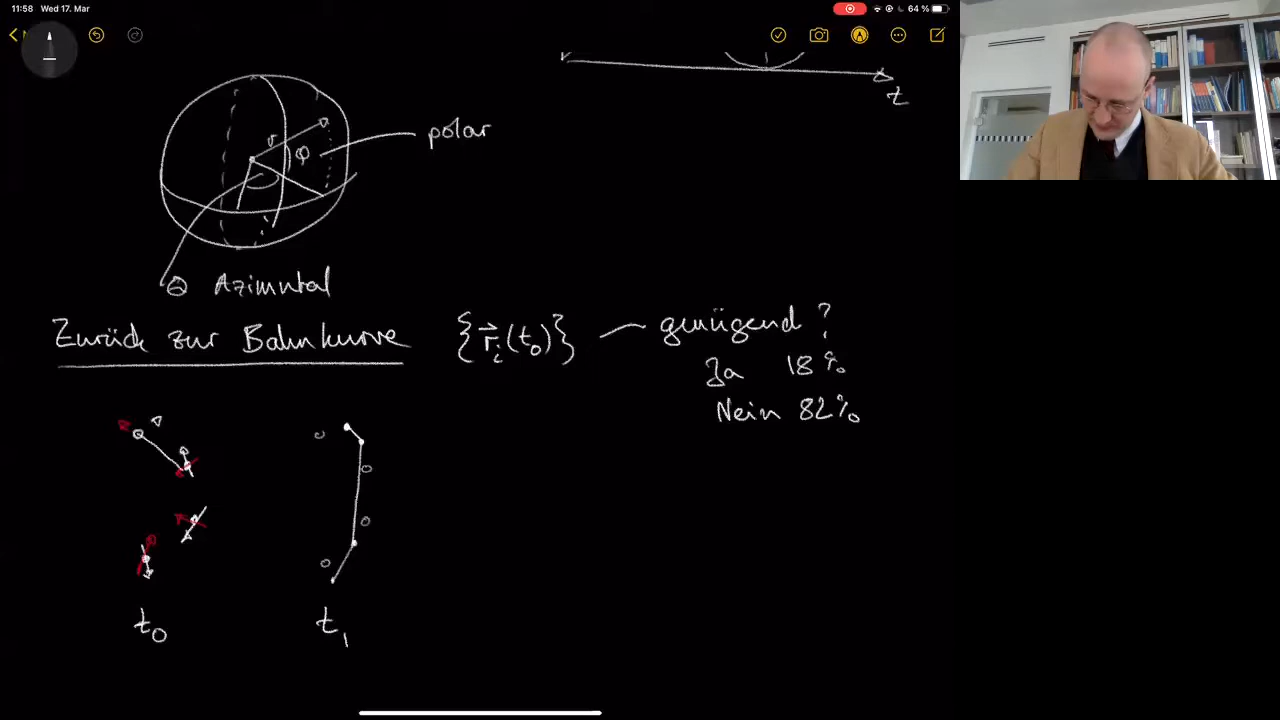 11:58 Wed 17. Mar
64 %
t
r
φ
polar
Θ Azimutal
Zurück zur Bahnkurve {r⃗ᵢ(t₀)} genügend?
Ja 18%
Nein 82%
t₀ t₁